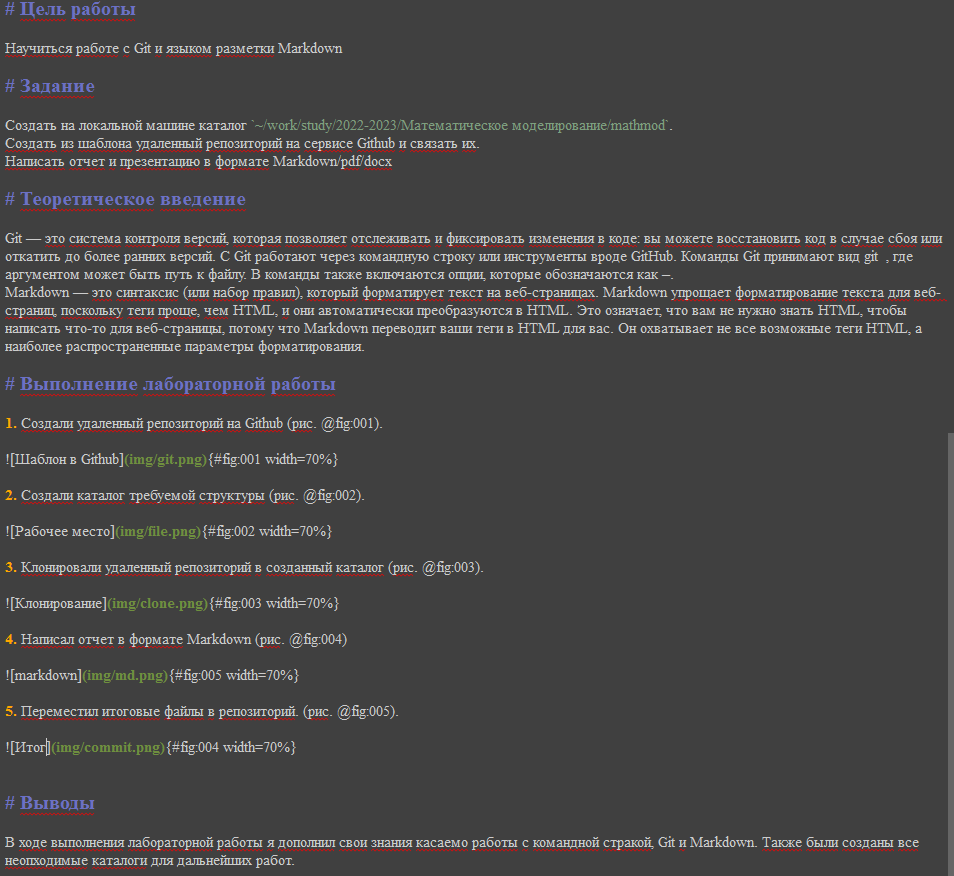 # Цель работы
Научиться работе с Git и языком разметки Markdown
# Задание
Создать на локальной машине каталог `~/work/study/2022-2023/Математическое моделирование/mathmod`.
Создать из шаблона удаленный репозиторий на сервисе Github и связать их.
Написать отчет и презентацию в формате Markdown/pdf/docx
# Теоретическое введение
Git — это система контроля версий, которая позволяет отслеживать и фиксировать изменения в коде: вы можете восстановить код в случае сбоя или
откатить до более ранних версий. С Git работают через командную строку или инструменты вроде GitHub. Команды Git принимают вид git , где
аргументом может быть путь к файлу. В команды также включаются опции, которые обозначаются как –.
Markdown — это синтаксис (или набор правил), который форматирует текст на веб-страницах. Markdown упрощает форматирование текста для веб-
страниц, поскольку теги проще, чем HTML, и они автоматически преобразуются в HTML. Это означает, что вам не нужно знать HTML, чтобы
написать что-то для веб-страницы, потому что Markdown переводит ваши теги в HTML для вас. Он охватывает не все возможные теги HTML, а
наиболее распространенные параметры форматирования.
# Выполнение лабораторной работы
1. Создали удаленный репозиторий на Github (рис. @fig:001).
![Шаблон в Github](img/git.png){#fig:001 width=70%}
2. Создали каталог требуемой структуры (рис. @fig:002).
![Рабочее место](img/file.png){#fig:002 width=70%}
3. Клонировали удаленный репозиторий в созданный каталог (рис. @fig:003).
![Клонирование](img/clone.png){#fig:003 width=70%}
4. Написал отчет в формате Markdown (рис. @fig:004)
![markdown](img/md.png){#fig:005 width=70%}
5. Переместил итоговые файлы в репозиторий. (рис. @fig:005).
![Итог](img/commit.png){#fig:004 width=70%}
# Выводы
В ходе выполнения лабораторной работы я дополнил свои знания касаемо работы с командной стракой, Git и Markdown. Также были созданы все
неопходимые каталоги для дальнейших работ.